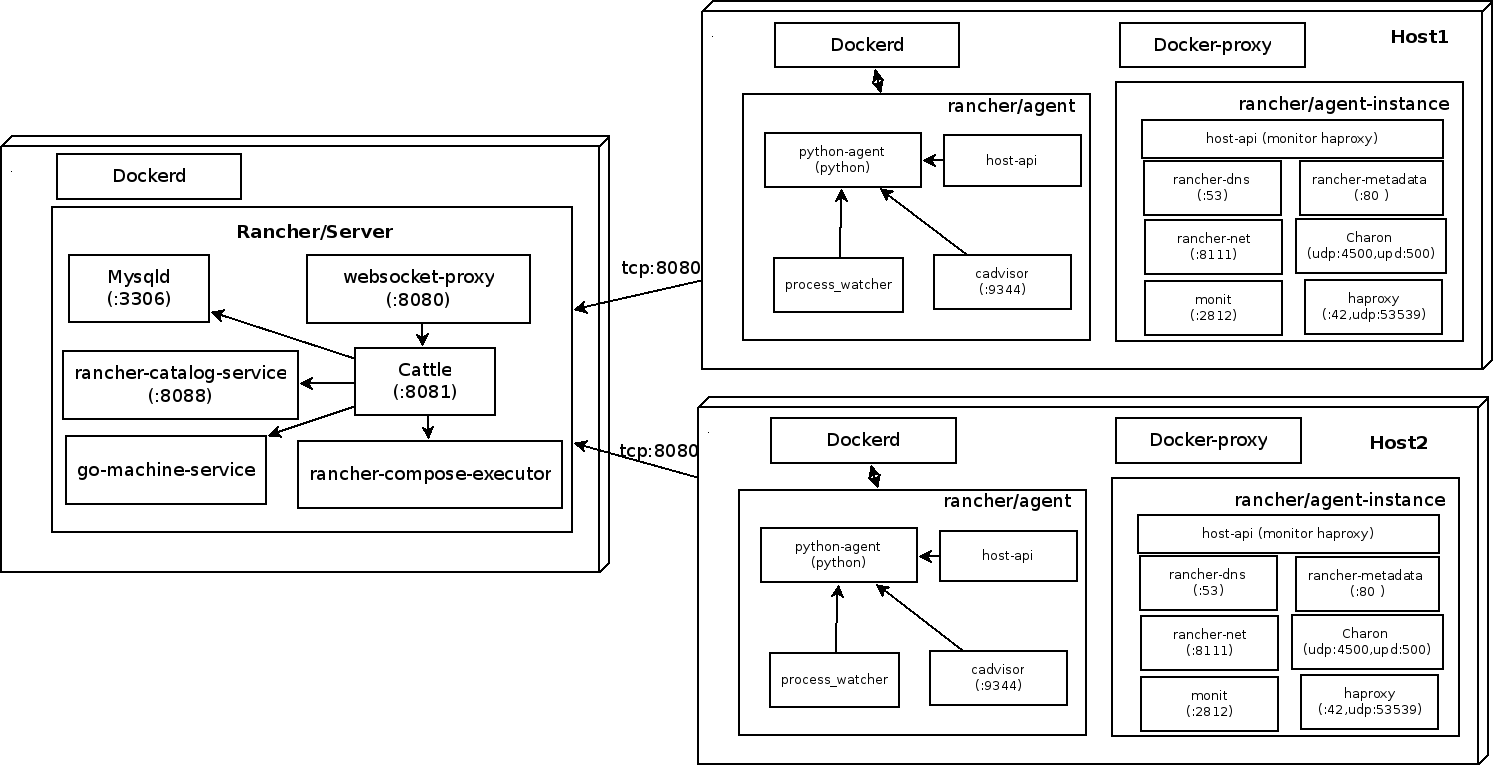 Dockerd
Rancher/Server
Mysqld
(:3306)
websocket-proxy
(:8080)
rancher-catalog-service
(:8088)
Cattle
(:8081)
go-machine-service
rancher-compose-executor
tcp:8080
tcp:8080
Host1
Dockerd
Docker-proxy
rancher/agent
python-agent
(python)
host-api
process_watcher
cadvisor
(:9344)
rancher/agent-instance
host-api (monitor haproxy)
rancher-dns
(:53)
rancher-metadata
(:80 )
rancher-net
(:8111)
Charon
(udp:4500,upd:500)
monit
(:2812)
haproxy
(:42,udp:53539)
Host2
Dockerd
Docker-proxy
rancher/agent
python-agent
(python)
host-api
process_watcher
cadvisor
(:9344)
rancher/agent-instance
host-api (monitor haproxy)
rancher-dns
(:53)
rancher-metadata
(:80 )
rancher-net
(:8111)
Charon
(udp:4500,upd:500)
monit
(:2812)
haproxy
(:42,udp:53539)